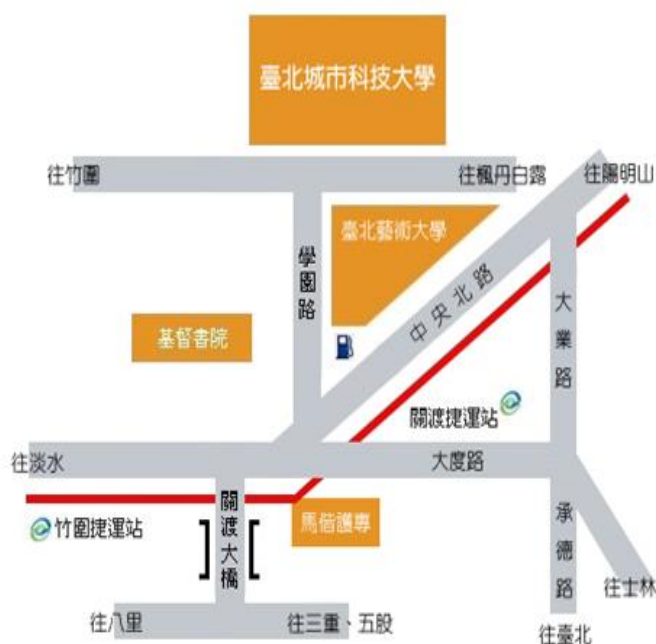 臺北城市科技大學
往竹圍
往楓丹白露
往陽明山
臺北藝術大學
學園路
中央北路
大業路
基督書院
關渡捷運站
往淡水
大度路
關渡大橋
馬偕護專
竹圍捷運站
承德路
往士林
往八里
往三重、五股
往臺北